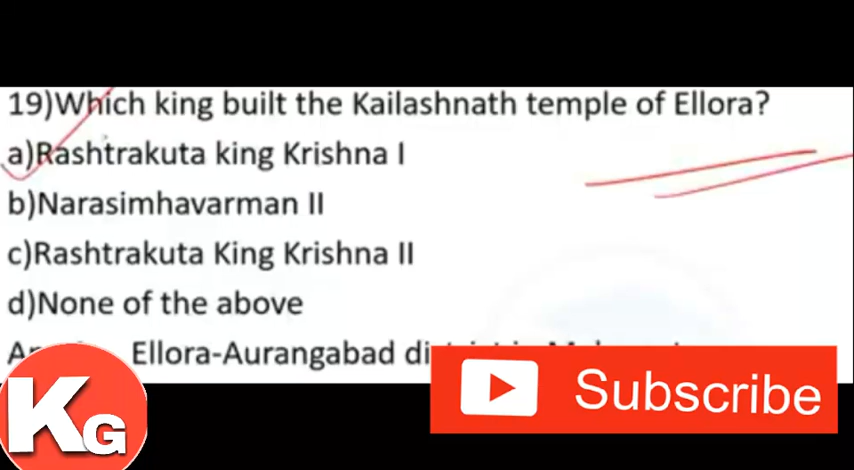 19)Which king built the Kailashnath temple of Ellora?
a)Rashtrakuta king Krishna I
b)Narasimhavarman II
c)Rashtrakuta King Krishna II
d)None of the above
Ellora-Aurangabad
Subscribe
KG